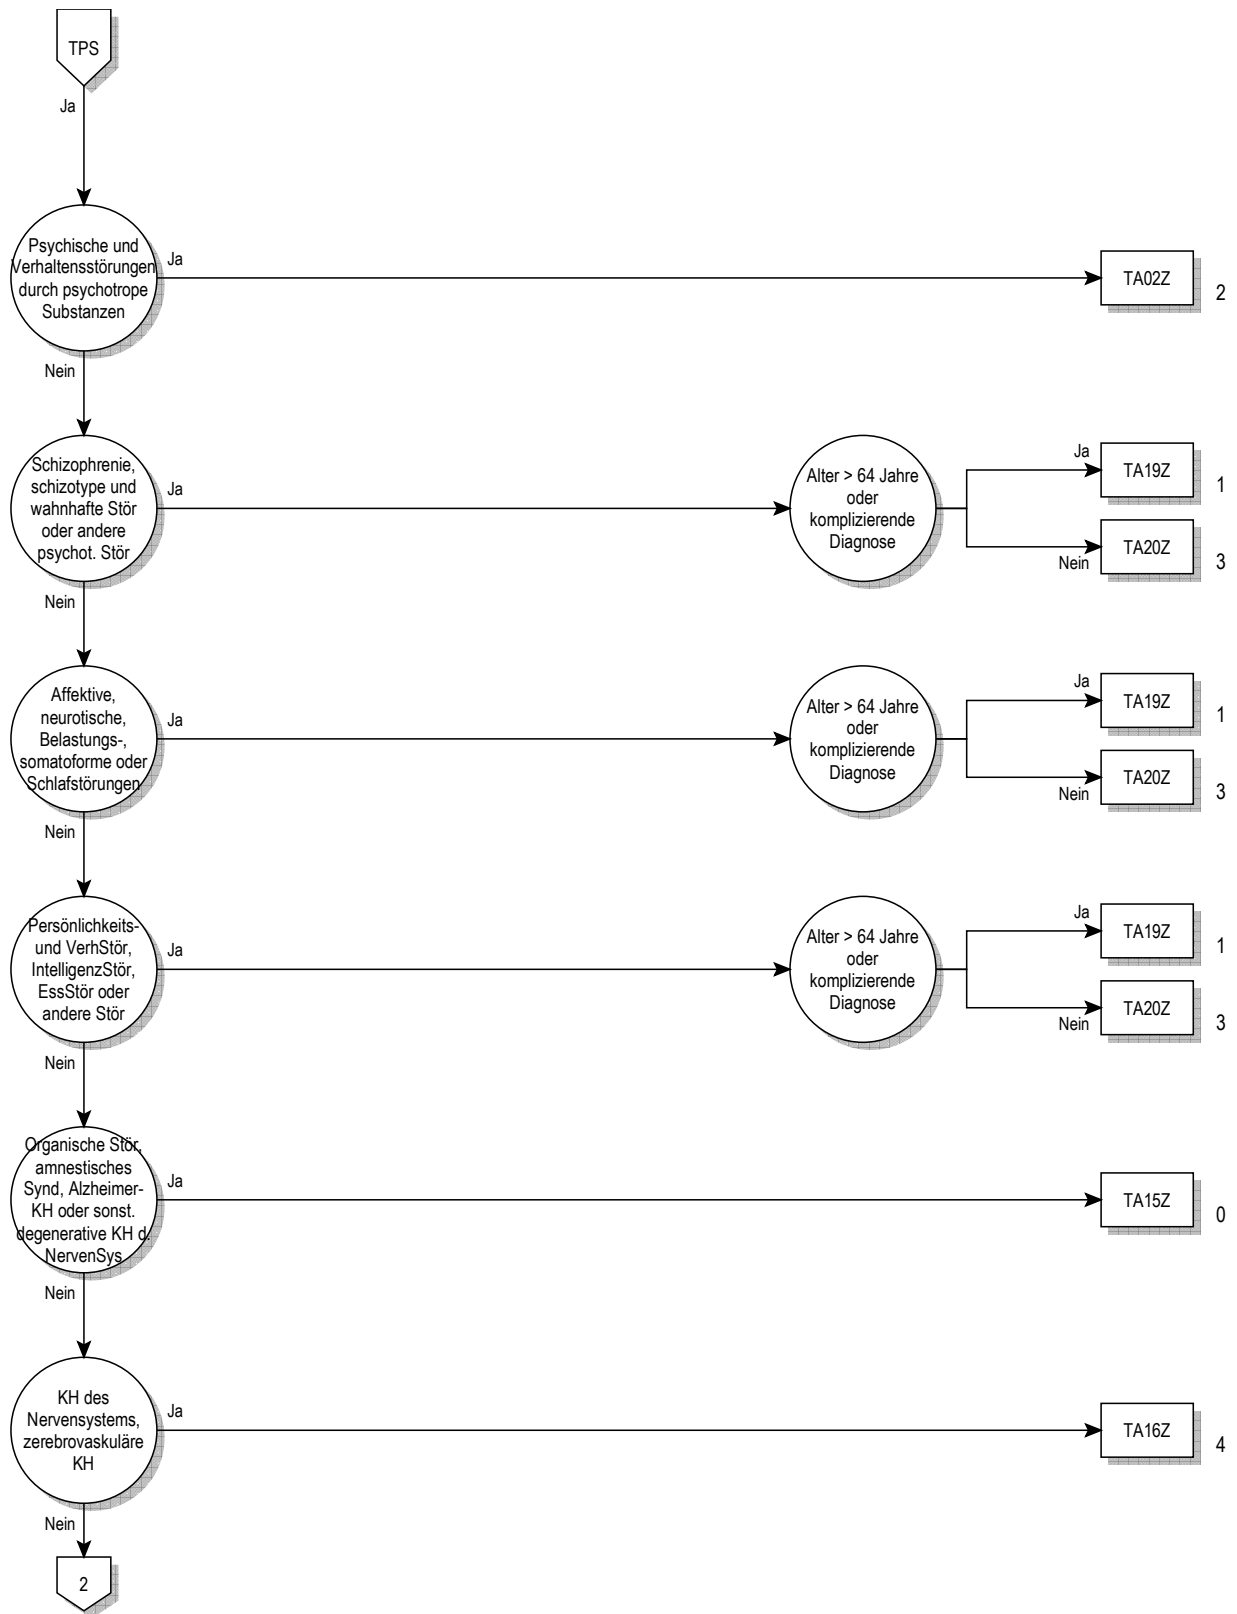 TPS
Ja
Psychische und
Verhaltensstörungen
durch psychotrope
Substanzen
Ja
TA02Z
2
Nein
Schizophrenie,
schizotype und
wahnhafte Stör
oder andere
psychot. Stör
Ja
Alter > 64 Jahre
oder
komplizierende
Diagnose
Ja
TA19Z
1
Nein
TA20Z
3
Nein
Affektive,
neurotische,
Belastungs-,
somatoforme oder
Schlafstörungen
Ja
Alter > 64 Jahre
oder
komplizierende
Diagnose
Ja
TA19Z
1
Nein
TA20Z
3
Nein
Persönlichkeits-
und VerhStör,
IntelligenzStör,
EssStör oder
andere Stör
Ja
Alter > 64 Jahre
oder
komplizierende
Diagnose
Ja
TA19Z
1
Nein
TA20Z
3
Nein
Organische Stör,
amnestisches
Synd, Alzheimer-
KH oder sonst.
degenerative KH d.
NervenSys
Ja
TA15Z
0
Nein
KH des
Nervensystems,
zerebrovaskuläre
KH
Ja
TA16Z
4
Nein
2